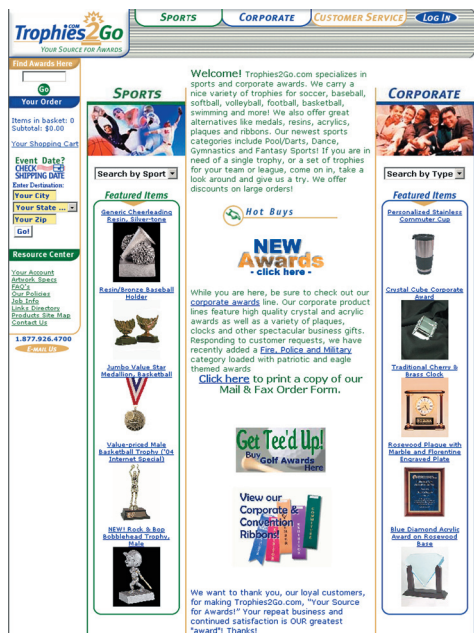 Trophies2Go
.COM
YOUR SOURCE FOR AWARDS
SPORTS
CORPORATE
CUSTOMER SERVICE
LOG IN
Find Awards Here
Go
Your Order
Items in basket: 0
Subtotal: $0.00
Your Shopping Cart
Event Date?
CHECK
SHIPPING DATE
Enter Destination:
Your City
Your State ...
Your Zip
Go!
Resource Center
Your Account
Artwork Specs
FAQ's
Our Policies
Job Info
Links Directory
Products Site Map
Contact Us
1.877.926.4700
E-MAIL US
SPORTS
Search by Sport
Featured Items
Generic Cheerleading
Resin, Silver-tone
Resin/Bronze Baseball
Holder
Jumbo Value Star
Medallion, Basketball
Value-priced Male
Basketball Trophy ('04
Internet Special)
NEW! Rock & Bop
Bobblehead Trophy,
Male
Welcome! Trophies2Go.com specializes in
sports and corporate awards. We carry a
nice variety of trophies for soccer, baseball,
softball, volleyball, football, basketball,
swimming and more! We also offer great
alternatives like medals, resins, acrylics,
plaques and ribbons. Our newest sports
categories include Pool/Darts, Dance,
Gymnastics and Fantasy Sports! If you are in
need of a single trophy, or a set of trophies
for your team or league, come on in, take a
look around and give us a try. We offer
discounts on large orders!
Hot Buys
NEW
Awards
- click here -
While you are here, be sure to check out our
corporate awards line. Our corporate product
lines feature high quality crystal and acrylic
awards as well as a variety of plaques,
clocks and other spectacular business gifts.
Responding to customer requests, we have
recently added a Fire, Police and Military
category loaded with patriotic and eagle
themed awards
Click here to print a copy of our
Mail & Fax Order Form.
Get Tee'd Up!
Buy
Golf Awards
Here
View our
Corporate &
Convention
Ribbons!
We want to thank you, our loyal customers,
for making Trophies2Go.com, "Your Source
for Awards!" Your repeat business and
continued satisfaction is OUR greatest
"award"! Thanks!
CORPORATE
Search by Type
Featured Items
Personalized Stainless
Commuter Cup
Crystal Cube Corporate
Award
Traditional Cherry &
Brass Clock
Rosewood Plaque with
Marble and Florentine
Engraved Plate
Blue Diamond Acrylic
Award on Rosewood
Base